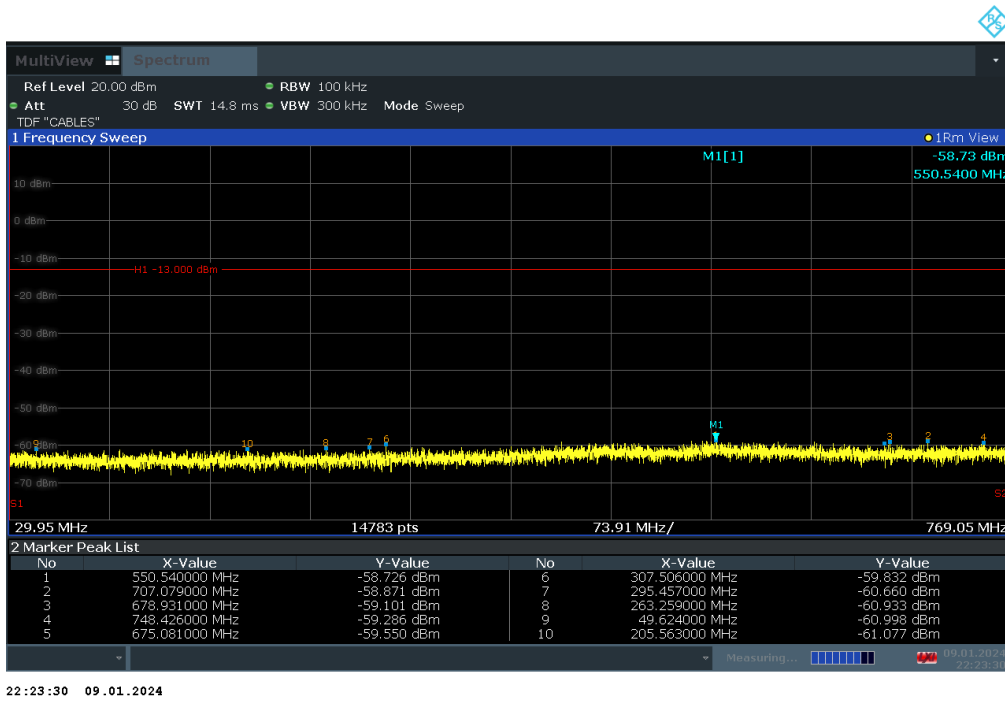 R&S
MultiView Spectrum
Ref Level 20.00 dBm RBW 100 kHz
Att 30 dB SWT 14.8 ms VBW 300 kHz Mode Sweep
TDF "CABLES"
1 Frequency Sweep 1Rm View
M1[1] -58.73 dBm
550.5400 MHz
10 dBm
0 dBm
-10 dBm
H1 -13.000 dBm
-20 dBm
-30 dBm
-40 dBm
-50 dBm
M1
-60 dBm 9 10 8 7 6 3 2 4
-70 dBm
S1 S2
29.95 MHz 14783 pts 73.91 MHz/ 769.05 MHz
2 Marker Peak List
No X-Value Y-Value No X-Value Y-Value
1 550.540000 MHz -58.726 dBm 6 307.506000 MHz -59.832 dBm
2 707.079000 MHz -58.871 dBm 7 295.457000 MHz -60.660 dBm
3 678.931000 MHz -59.101 dBm 8 263.259000 MHz -60.933 dBm
4 748.426000 MHz -59.286 dBm 9 49.624000 MHz -60.998 dBm
5 675.081000 MHz -59.550 dBm 10 205.563000 MHz -61.077 dBm
Measuring... 09.01.2024
22:23:30
22:23:30 09.01.2024